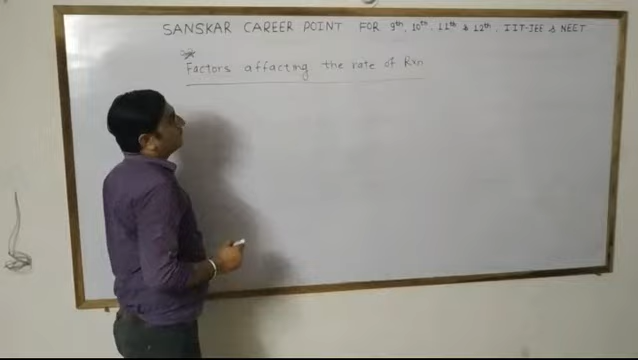 SANSKAR CAREER POINT FOR 9th, 10th, 11th & 12th, IIT-JEE & NEET
Factors affacting the rate of Rxn